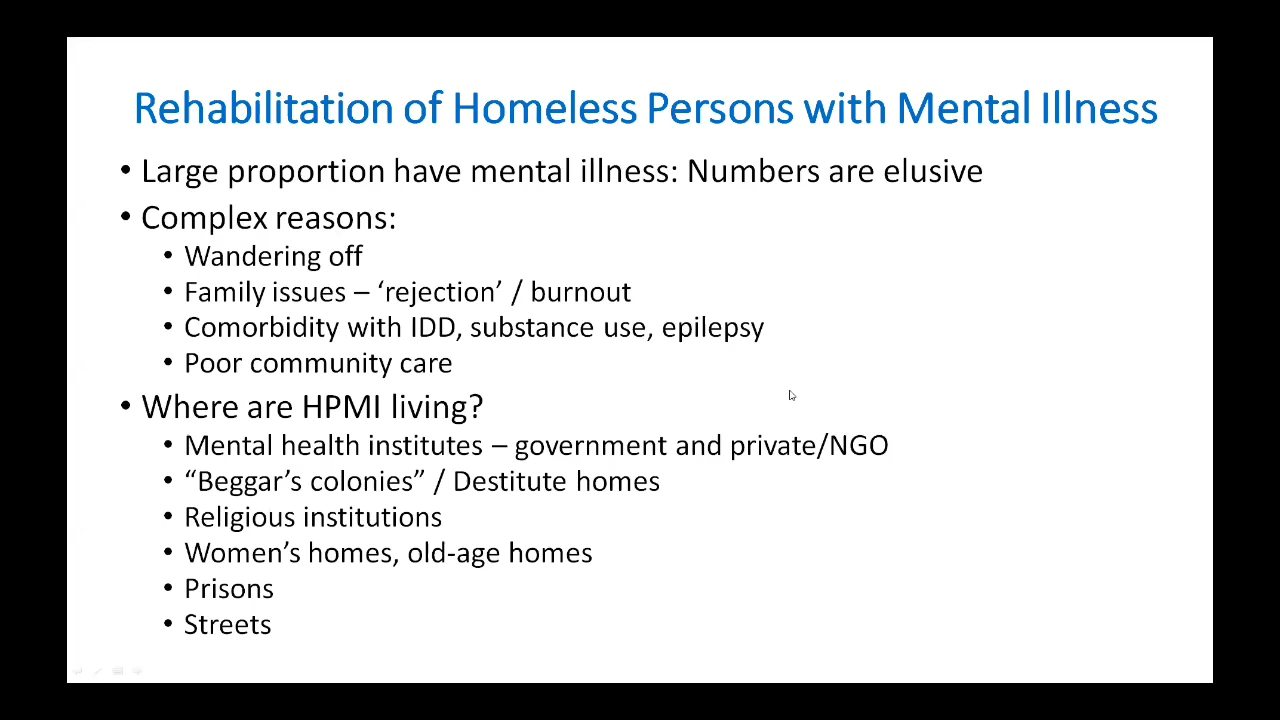 Rehabilitation of Homeless Persons with Mental Illness
• Large proportion have mental illness: Numbers are elusive
• Complex reasons:
• Wandering off
• Family issues – ‘rejection’ / burnout
• Comorbidity with IDD, substance use, epilepsy
• Poor community care
• Where are HPMI living?
• Mental health institutes – government and private/NGO
• “Beggar’s colonies” / Destitute homes
• Religious institutions
• Women’s homes, old-age homes
• Prisons
• Streets